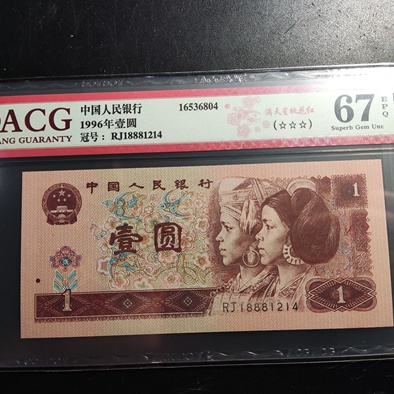 ACG
中国人民银行
16536804
满天星桃花红
67
EPQ
1996年壹圆
(☆☆☆)
Superb Gem Unc
ANG GUARANTY
冠号：RJ18881214
中国人民银行
1
壹圆
1
1
RJ18881214